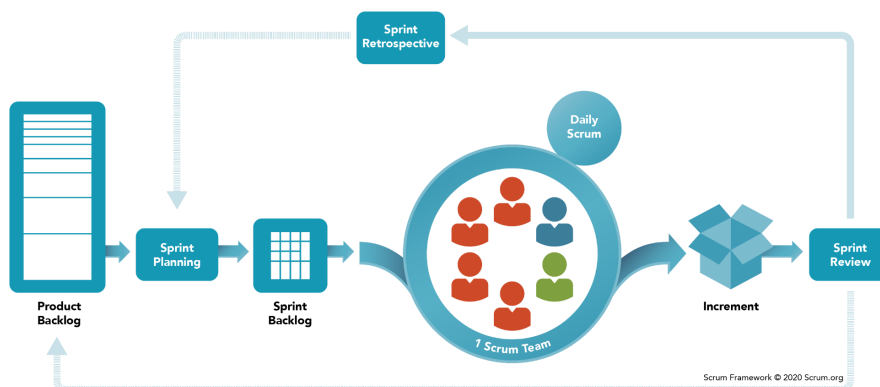 Sprint
Retrospective
Daily
Scrum
Sprint
Planning
Sprint
Review
Product
Backlog
Sprint
Backlog
Increment
1 Scrum Team
Scrum Framework © 2020 Scrum.org